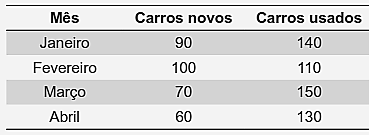 Mês Carros novos Carros usados
Janeiro 90 140
Fevereiro 100 110
Março 70 150
Abril 60 130